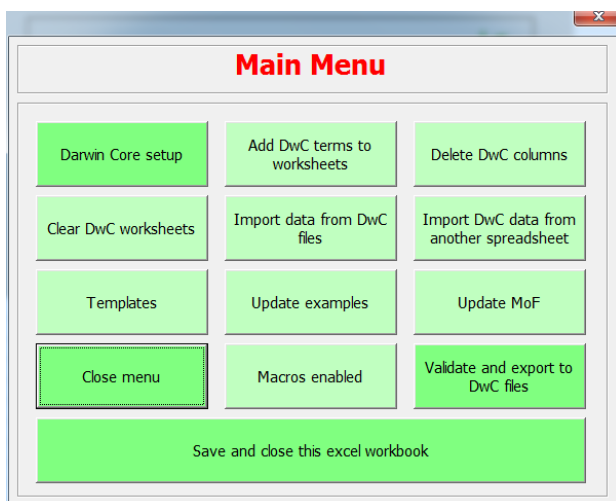 Main Menu
Darwin Core setup
Add DwC terms to
worksheets
Delete DwC columns
Clear DwC worksheets
Import data from DwC
files
Import DwC data from
another spreadsheet
Templates
Update examples
Update MoF
Close menu
Macros enabled
Validate and export to
DwC files
Save and close this excel workbook